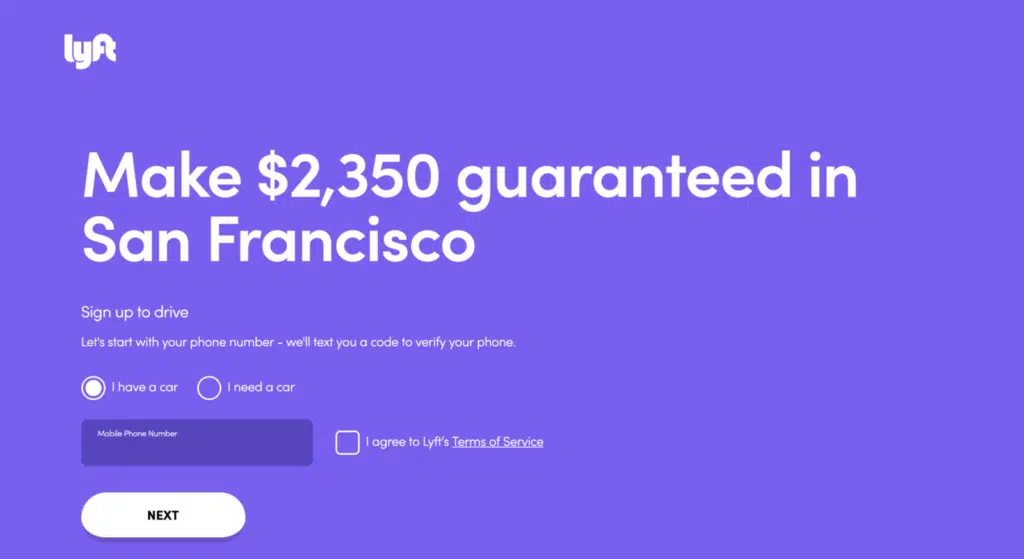 lyft
Make $2,350 guaranteed in
San Francisco
Sign up to drive
Let's start with your phone number - we'll text you a code to verify your phone.
I have a car I need a car
Mobile Phone Number
I agree to Lyft's Terms of Service
NEXT